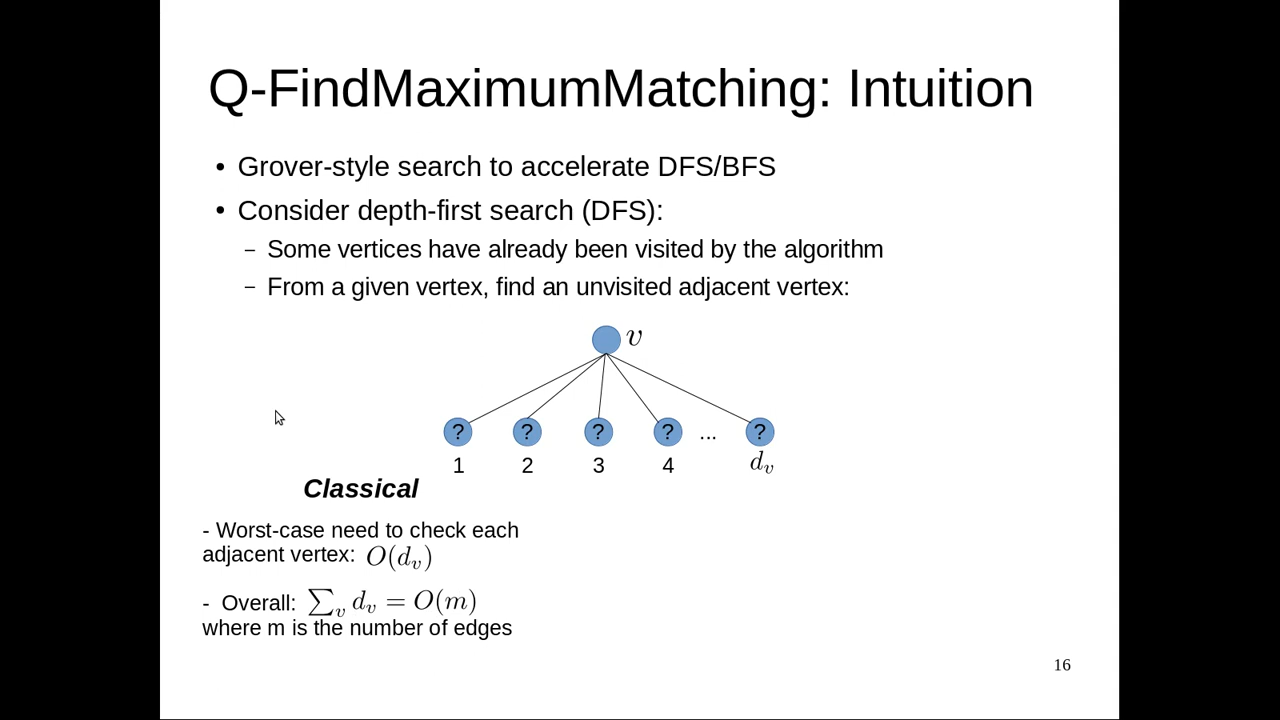 Q-FindMaximumMatching: Intuition
• Grover-style search to accelerate DFS/BFS
• Consider depth-first search (DFS):
– Some vertices have already been visited by the algorithm
– From a given vertex, find an unvisited adjacent vertex:
v
? ? ? ? ... ?
1 2 3 4 d_v
Classical
- Worst-case need to check each
adjacent vertex: O(d_v)
- Overall: ∑_v d_v = O(m)
where m is the number of edges
16